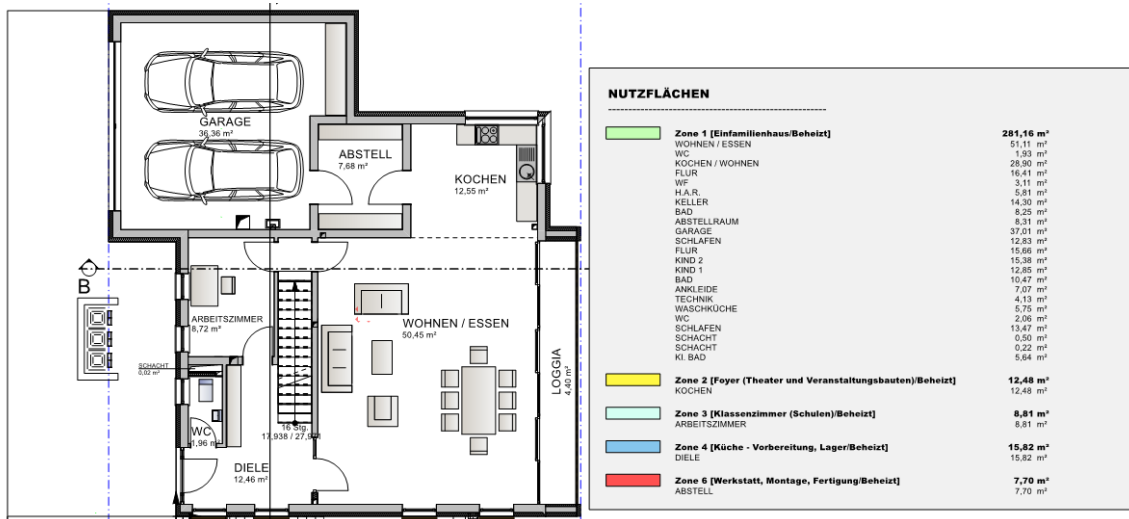 GARAGE
36,36 m²
ABSTELL
7,68 m²
KOCHEN
12,55 m²
B
ARBEITSZIMMER
8,72 m²
WOHNEN / ESSEN
50,45 m²
LOGGIA
4,40 m²
SCHACHT
0,02 m²
WC
1,96 m²
16 Stg.
17,938 / 27,9
DIELE
12,46 m²
NUTZFLÄCHEN
Zone 1 [Einfamilienhaus/Beheizt] 281,16 m²
WOHNEN / ESSEN 51,11 m²
WC 1,93 m²
KOCHEN / WOHNEN 28,90 m²
FLUR 16,41 m²
WF 3,11 m²
H.A.R. 5,81 m²
KELLER 14,30 m²
BAD 8,25 m²
ABSTELLRAUM 8,31 m²
GARAGE 37,01 m²
SCHLAFEN 12,83 m²
FLUR 15,66 m²
KIND 2 15,38 m²
KIND 1 12,85 m²
BAD 10,47 m²
ANKLEIDE 7,07 m²
TECHNIK 4,13 m²
WASCHKÜCHE 5,75 m²
WC 2,06 m²
SCHLAFEN 13,47 m²
SCHACHT 0,50 m²
SCHACHT 0,22 m²
KI. BAD 5,64 m²
Zone 2 [Foyer (Theater und Veranstaltungsbauten)/Beheizt] 12,48 m²
KOCHEN 12,48 m²
Zone 3 [Klassenzimmer (Schulen)/Beheizt] 8,81 m²
ARBEITSZIMMER 8,81 m²
Zone 4 [Küche - Vorbereitung, Lager/Beheizt] 15,82 m²
DIELE 15,82 m²
Zone 6 [Werkstatt, Montage, Fertigung/Beheizt] 7,70 m²
ABSTELL 7,70 m²